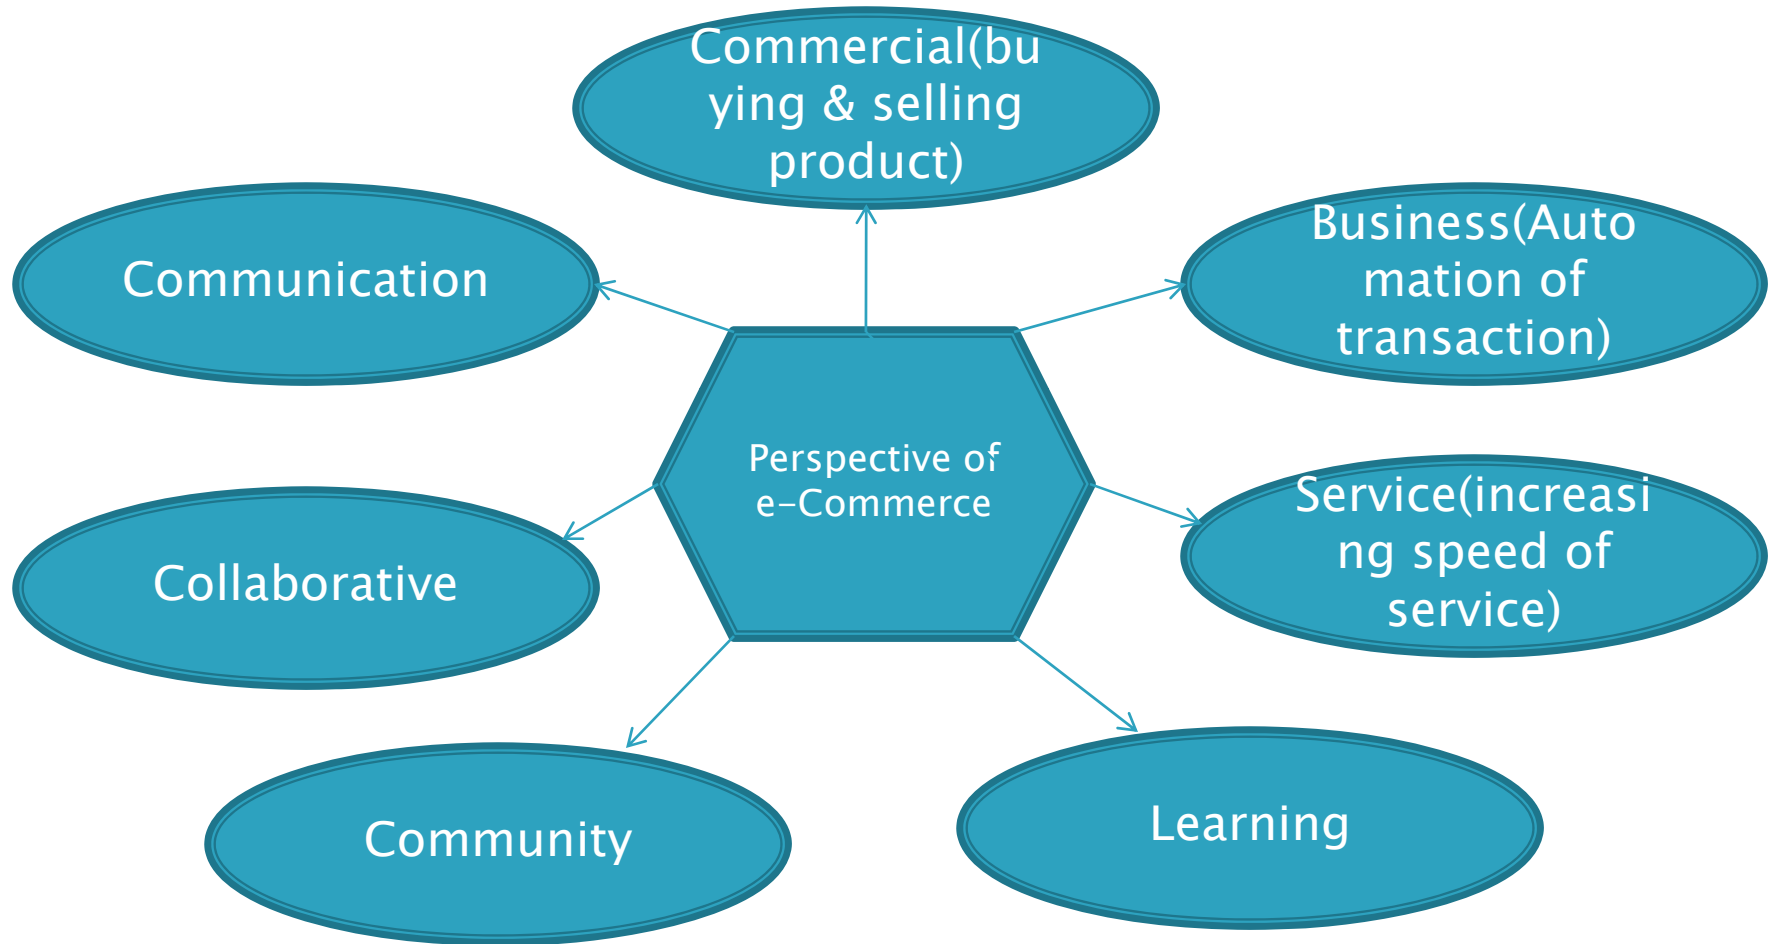 Commercial(bu
ying & selling
product)
Communication
Business(Auto
mation of
transaction)
Perspective of
e-Commerce
Service(increasi
ng speed of
service)
Collaborative
Community
Learning